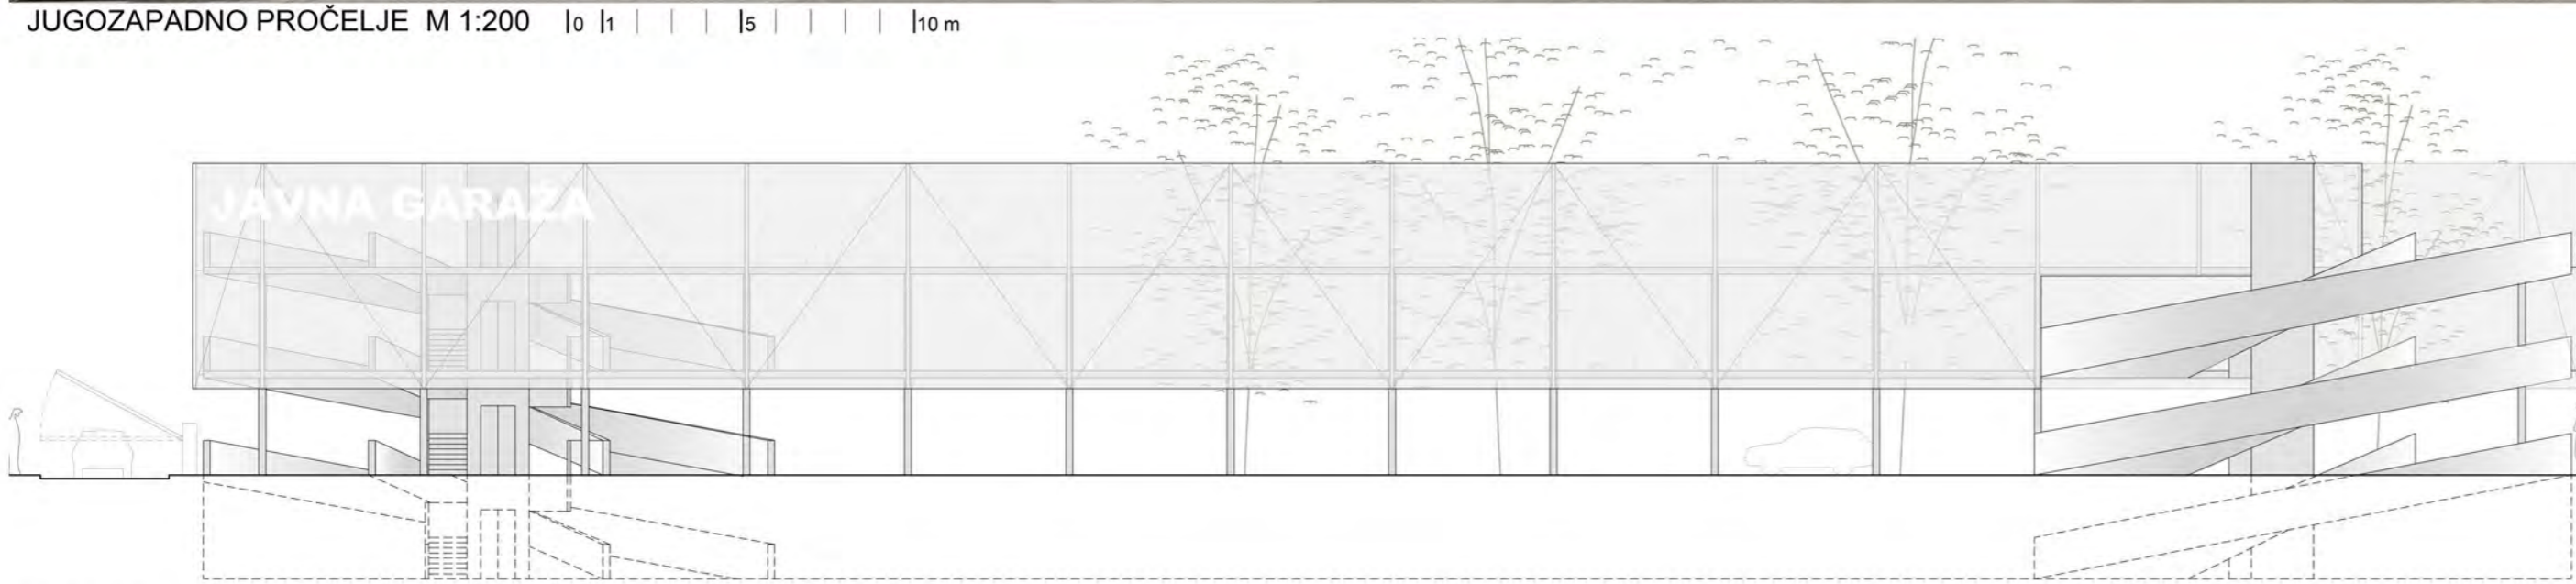 JUGOZAPADNO PROČELJE M 1:200 0 1 5 10 m
JAVNA GARAŽA